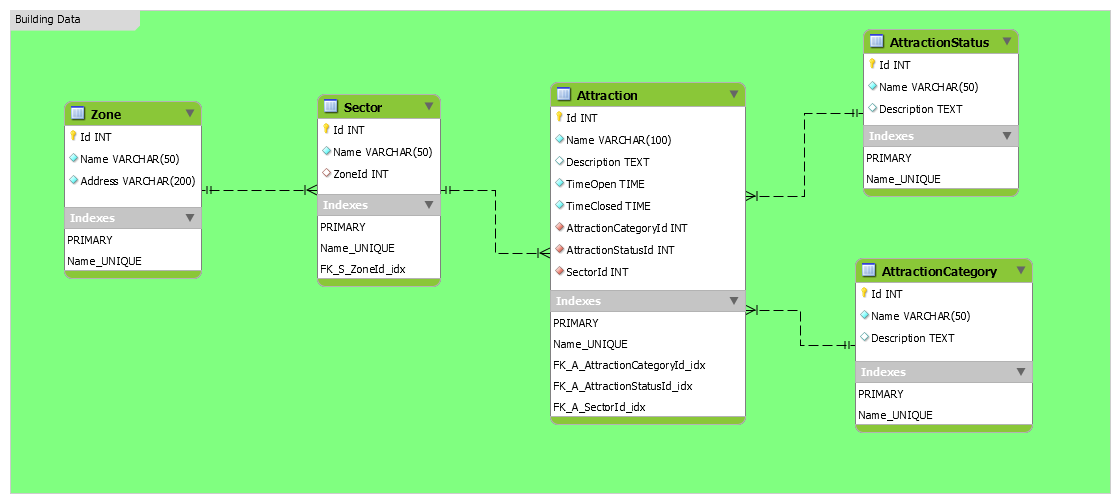 Building Data
Zone
Id INT
Name VARCHAR(50)
Address VARCHAR(200)
Indexes
PRIMARY
Name_UNIQUE
Sector
Id INT
Name VARCHAR(50)
ZoneId INT
Indexes
PRIMARY
Name_UNIQUE
FK_S_ZoneId_idx
Attraction
Id INT
Name VARCHAR(100)
Description TEXT
TimeOpen TIME
TimeClosed TIME
AttractionCategoryId INT
AttractionStatusId INT
SectorId INT
Indexes
PRIMARY
Name_UNIQUE
FK_A_AttractionCategoryId_idx
FK_A_AttractionStatusId_idx
FK_A_SectorId_idx
AttractionStatus
Id INT
Name VARCHAR(50)
Description TEXT
Indexes
PRIMARY
Name_UNIQUE
AttractionCategory
Id INT
Name VARCHAR(50)
Description TEXT
Indexes
PRIMARY
Name_UNIQUE